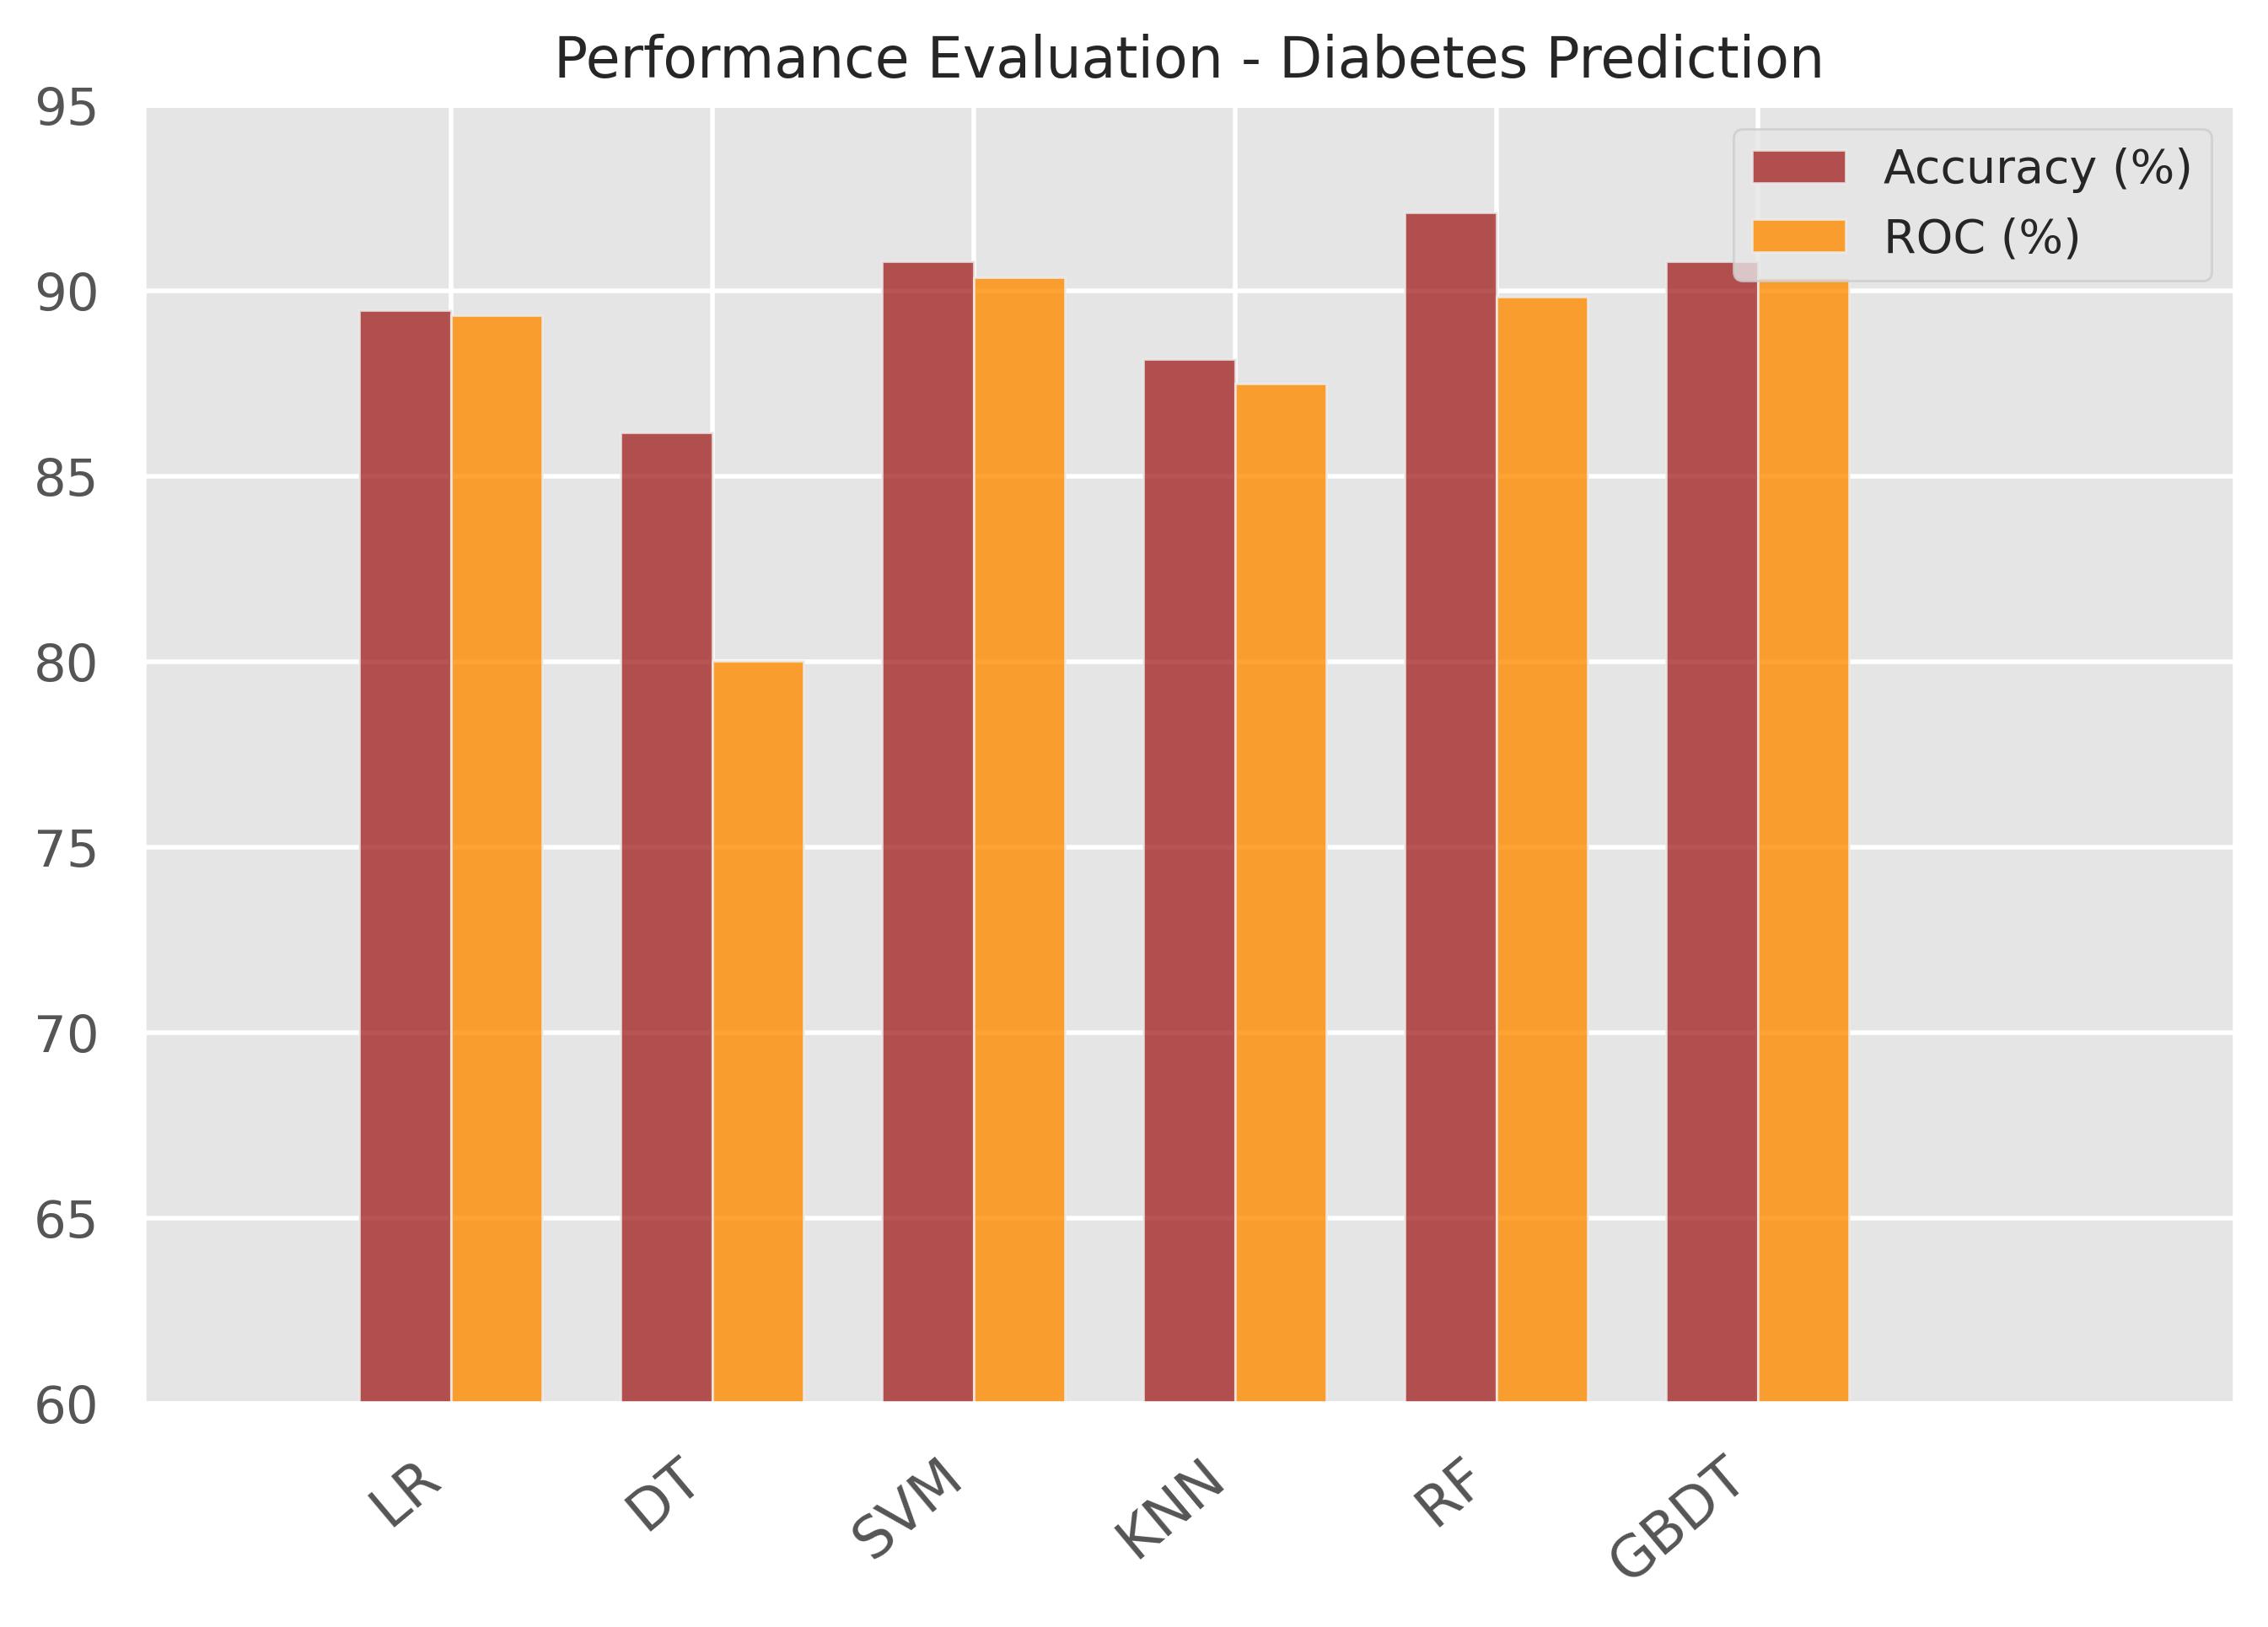 Performance Evaluation - Diabetes Prediction
Accuracy (%)
ROC (%)
95
90
85
80
75
70
65
60
LR
DT
SVM
KNN
RF
GBDT